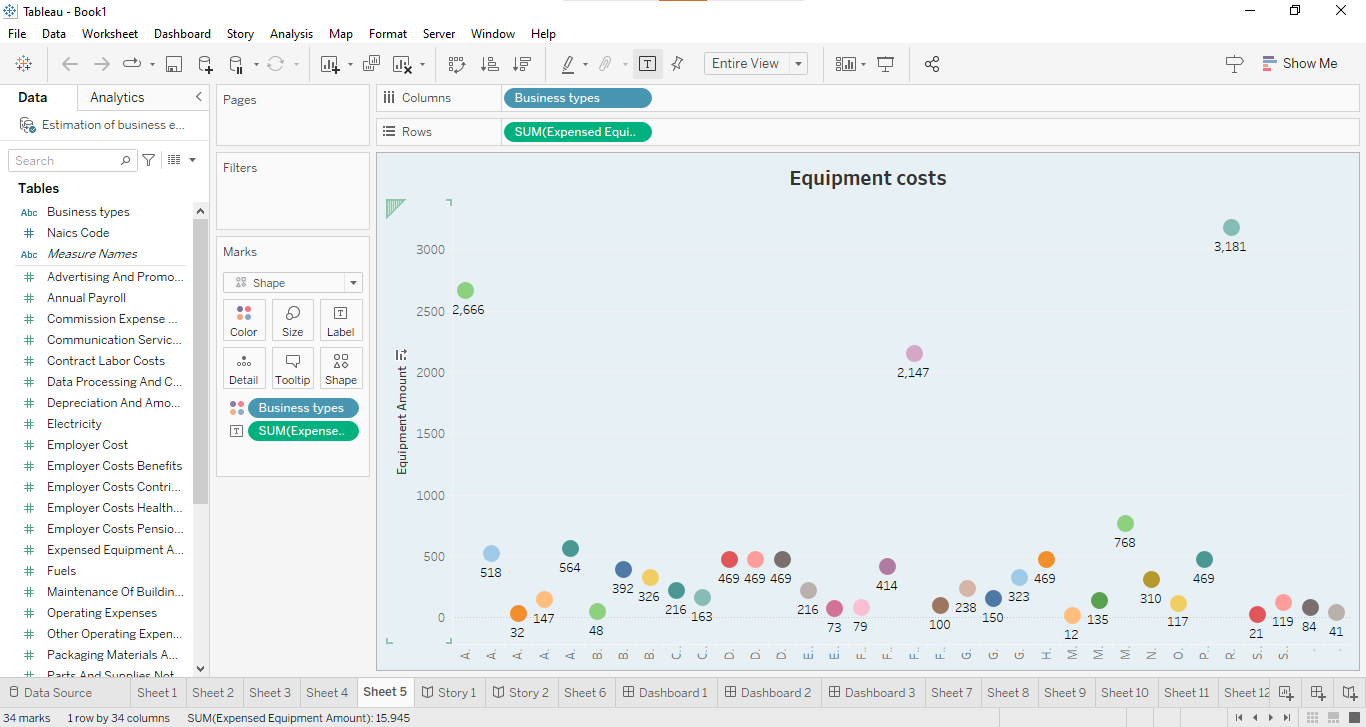 Tableau - Book1
File Data Worksheet Dashboard Story Analysis Map Format Server Window Help
Entire View
Show Me
Data Analytics
Estimation of business e...
Search
Tables
Abc Business types
# Naics Code
Abc Measure Names
# Advertising And Promo...
# Annual Payroll
# Commission Expense ...
# Communication Servic...
# Contract Labor Costs
# Data Processing And C...
# Depreciation And Amo...
# Electricity
# Employer Cost
# Employer Costs Benefits
# Employer Costs Contri...
# Employer Costs Health...
# Employer Costs Pensio...
# Expensed Equipment A...
# Fuels
# Maintenance Of Buildin...
# Operating Expenses
# Other Operating Expen...
# Packaging Materials A...
# Parts And Supplies Not
Pages
Filters
Marks
Shape
Color Size Label
Detail Tooltip Shape
Business types
SUM(Expense..
Columns Business types
Rows SUM(Expensed Equi..
Equipment costs
Equipment Amount
3000
2500
2000
1500
1000
500
0
2,666
518
32
147
564
48
392
326
216
163
469
469
469
216
73
79
414
2,147
100
238
150
323
469
12
135
768
310
117
469
3,181
21
119
84
41
A. A. A. A. A. B. B. B. C. C. D. D. D. E. E. F. F. F. F. G. G. G. H. M. M. M. N. O. P. R. S. S. . .
Data Source Sheet 1 Sheet 2 Sheet 3 Sheet 4 Sheet 5 Story 1 Story 2 Sheet 6 Dashboard 1 Dashboard 2 Dashboard 3 Sheet 7 Sheet 8 Sheet 9 Sheet 10 Sheet 11 Sheet 12
34 marks 1 row by 34 columns SUM(Expensed Equipment Amount): 15,945